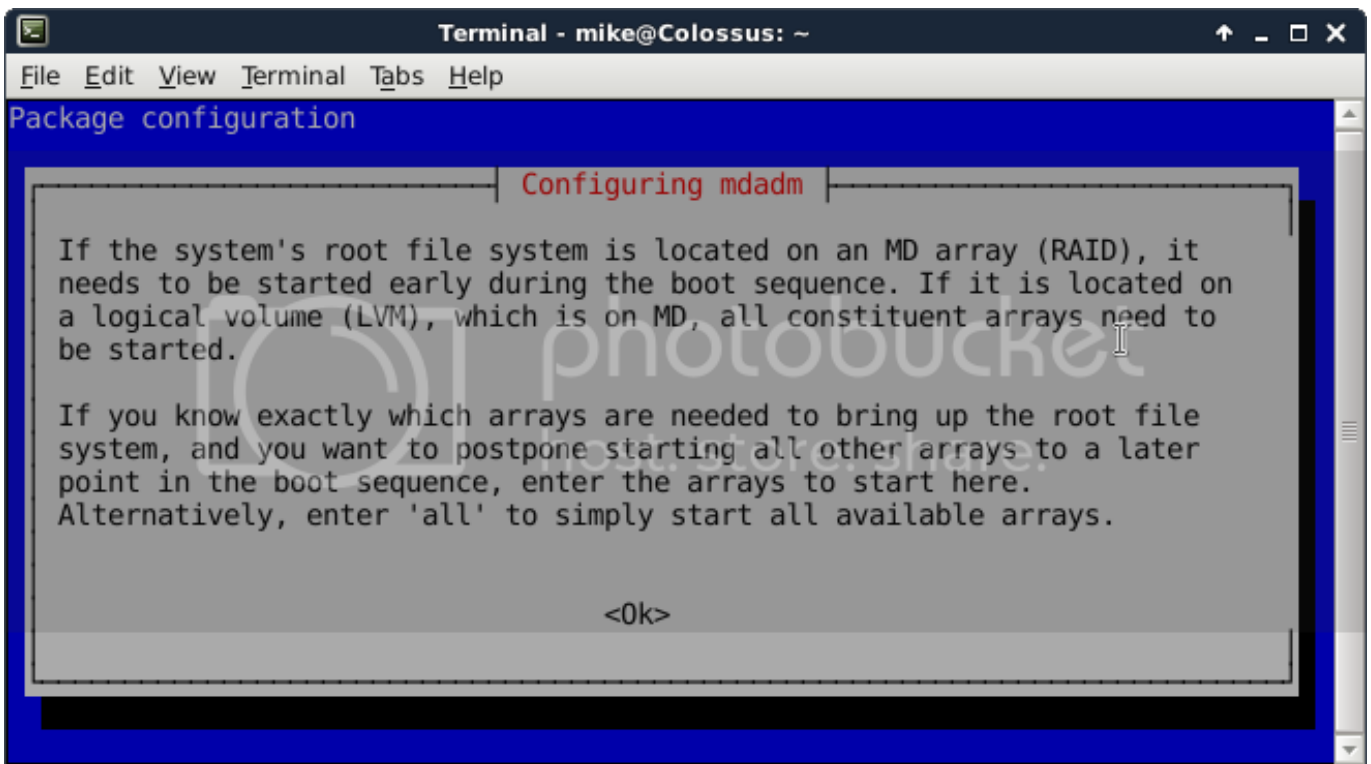 Terminal - mike@Colossus: ~
File Edit View Terminal Tabs Help
Package configuration
Configuring mdadm
If the system's root file system is located on an MD array (RAID), it
needs to be started early during the boot sequence. If it is located on
a logical volume (LVM), which is on MD, all constituent arrays need to
be started.
photobucket
If you know exactly which arrays are needed to bring up the root file
system, and you want to postpone starting all other arrays to a later
host. store. share.
point in the boot sequence, enter the arrays to start here.
Alternatively, enter 'all' to simply start all available arrays.
<Ok>